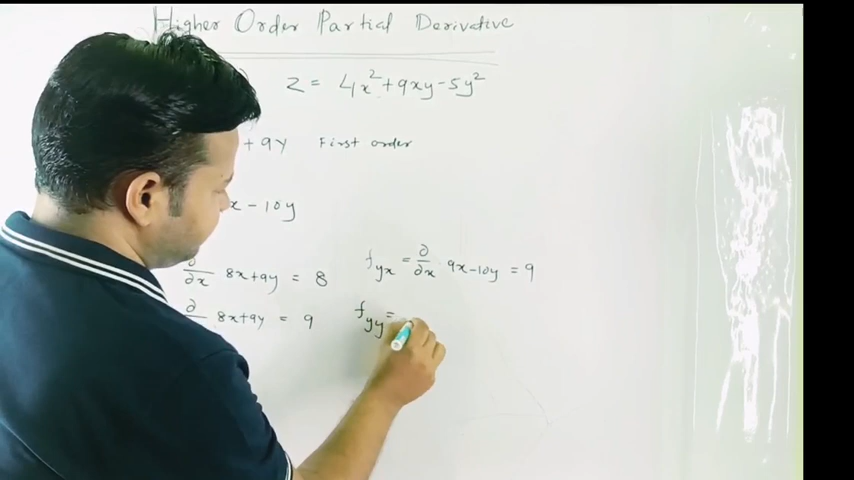 Higher Order Partial Derivative
z = 4x² + 9xy - 5y²
+ 9y First order
x - 10y
∂/∂x 8x+9y = 8 f_yx = ∂/∂x 9x-10y = 9
∂ 8x+9y = 9 f_yy =